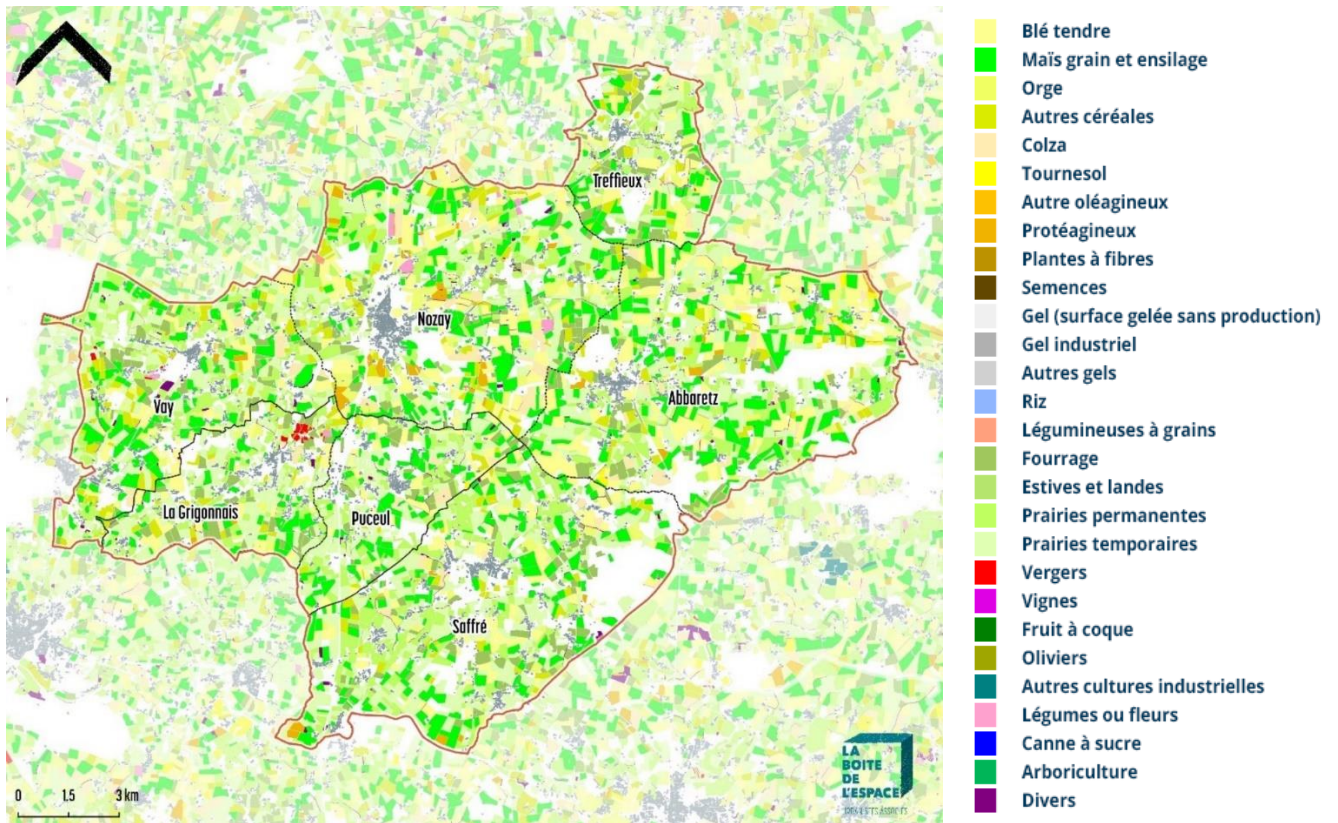 Treffieux
Nozay
Abbaretz
Vay
La Grigonnais
Puceul
Saffré
0 1.5 3 km
LA
BOITE
DE
L'ESPACE
Blé tendre
Maïs grain et ensilage
Orge
Autres céréales
Colza
Tournesol
Autre oléagineux
Protéagineux
Plantes à fibres
Semences
Gel (surface gelée sans production)
Gel industriel
Autres gels
Riz
Légumineuses à grains
Fourrage
Estives et landes
Prairies permanentes
Prairies temporaires
Vergers
Vignes
Fruit à coque
Oliviers
Autres cultures industrielles
Légumes ou fleurs
Canne à sucre
Arboriculture
Divers